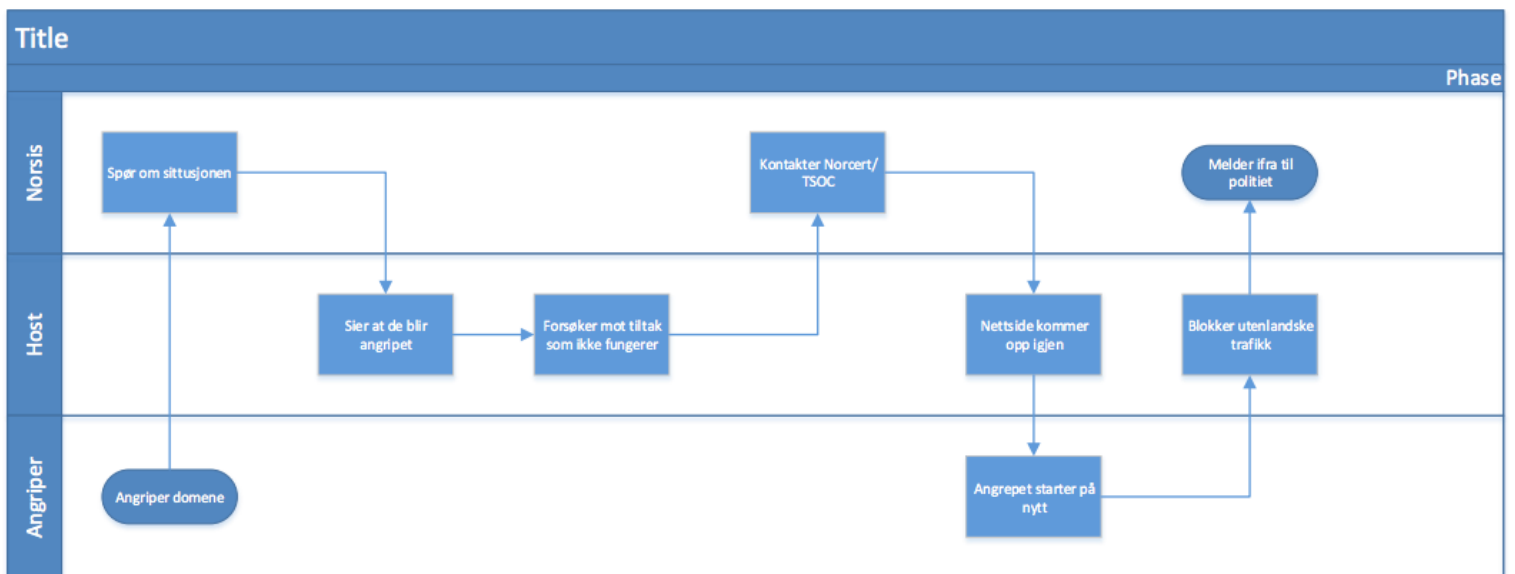 Title
Phase
Norsis
Spør om sittusjonen
Kontakter Norcert/
TSOC
Melder ifra til
politiet
Host
Sier at de blir
angripet
Forsøker mot tiltak
som ikke fungerer
Nettside kommer
opp igjen
Blokker utenlandske
trafikk
Angriper
Angriper domene
Angrepet starter på
nytt